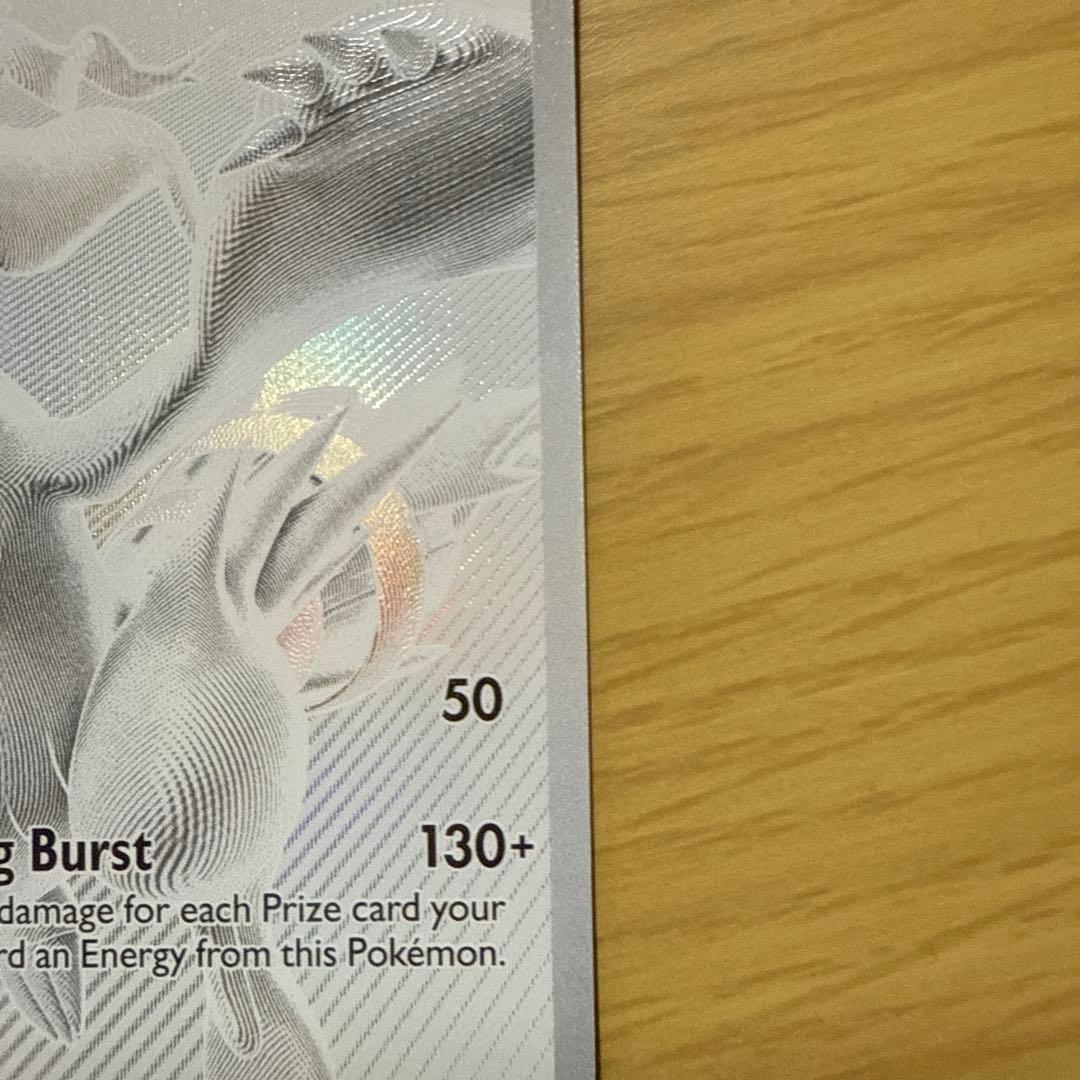 50
g Burst 130+
damage for each Prize card your
rd an Energy from this Pokémon.